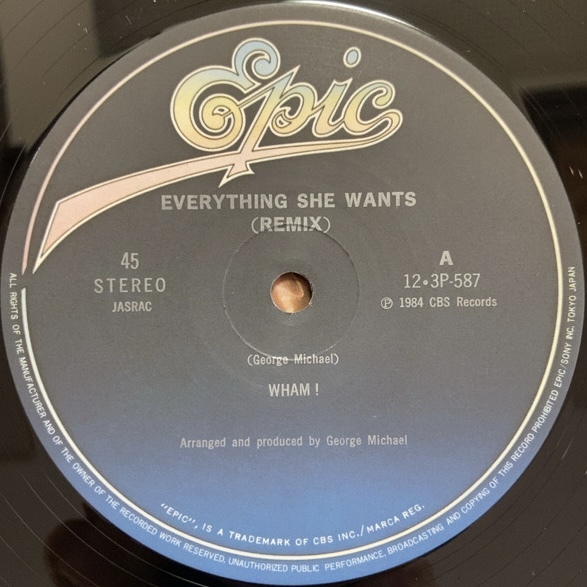 Epic
EVERYTHING SHE WANTS
(REMIX)
45
STEREO
JASRAC
A
12•3P-587
Ⓟ 1984 CBS Records
(George Michael)
WHAM !
Arranged and produced by George Michael
"EPIC", IS A TRADEMARK OF CBS INC./MARCA REG.
ALL RIGHTS OF THE MANUFACTURER AND OF THE OWNER OF THE RECORDED WORK RESERVED, UNAUTHORIZED PUBLIC PERFORMANCE, BROADCASTING AND COPYING OF THIS RECORD PROHIBITED EPIC/SONY INC. TOKYO JAPAN